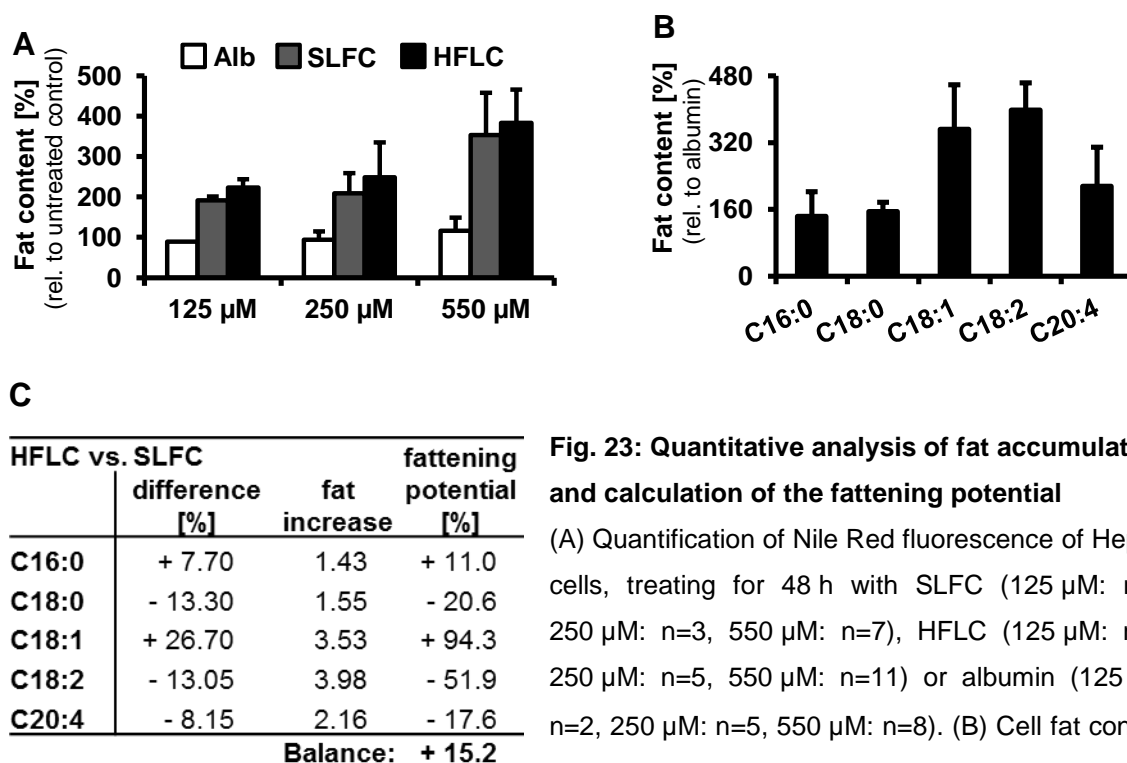 A
Alb SLFC HFLC
Fat content [%]
(rel. to untreated control)
500
400
300
200
100
0
125 µM 250 µM 550 µM
B
Fat content [%]
(rel. to albumin)
480
320
160
0
C16:0 C18:0 C18:1 C18:2 C20:4
C
HFLC vs. SLFC fattening
difference fat potential
[%] increase [%]
C16:0 + 7.70 1.43 + 11.0
C18:0 - 13.30 1.55 - 20.6
C18:1 + 26.70 3.53 + 94.3
C18:2 - 13.05 3.98 - 51.9
C20:4 - 8.15 2.16 - 17.6
Balance: + 15.2
Fig. 23: Quantitative analysis of fat accumulat
and calculation of the fattening potential
(A) Quantification of Nile Red fluorescence of Hep
cells, treating for 48 h with SLFC (125 µM:
250 µM: n=3, 550 µM: n=7), HFLC (125 µM:
250 µM: n=5, 550 µM: n=11) or albumin (125
n=2, 250 µM: n=5, 550 µM: n=8). (B) Cell fat con